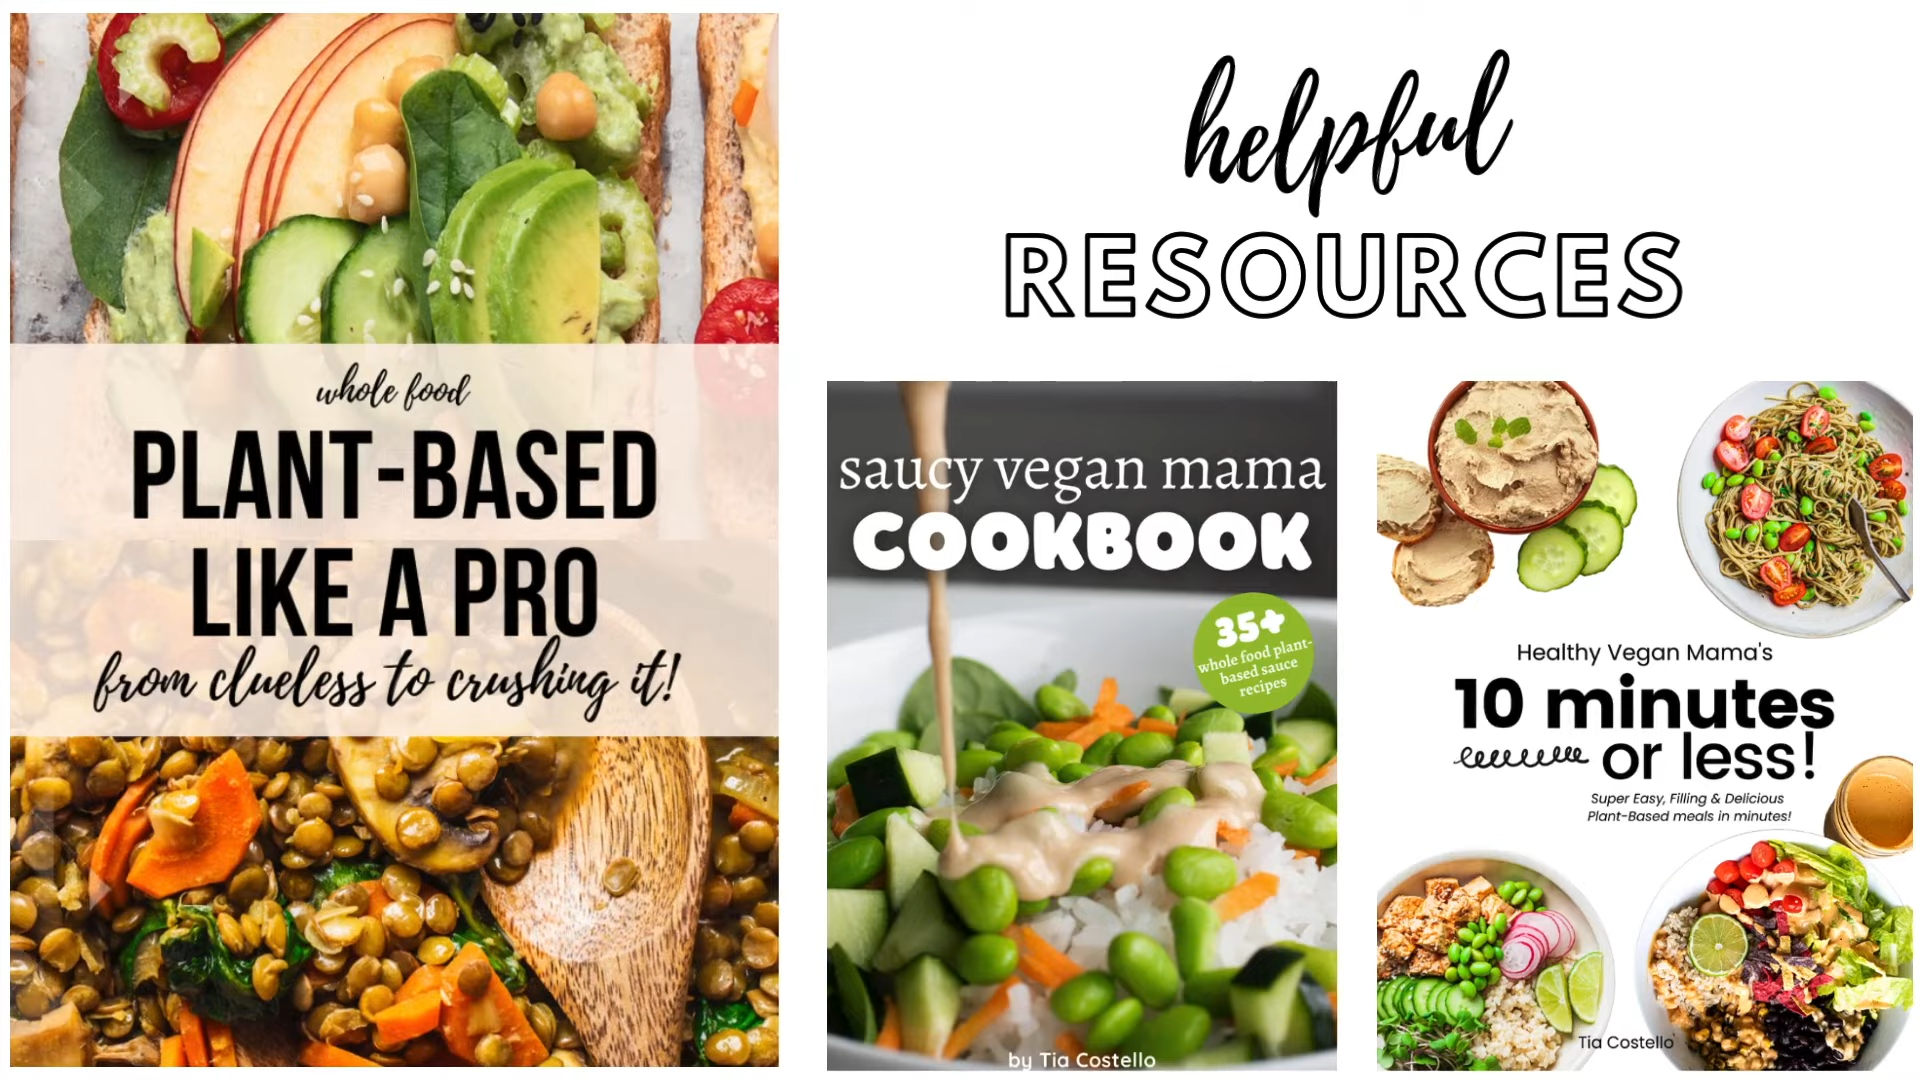 whole food
PLANT-BASED
LIKE A PRO
from clueless to crushing it!
helpful
RESOURCES
saucy vegan mama
COOKBOOK
35+
whole food plant-
based sauce
recipes
by Tia Costello
Healthy Vegan Mama's
10 minutes
or less!
Super Easy, Filling & Delicious
Plant-Based meals in minutes!
Tia Costello